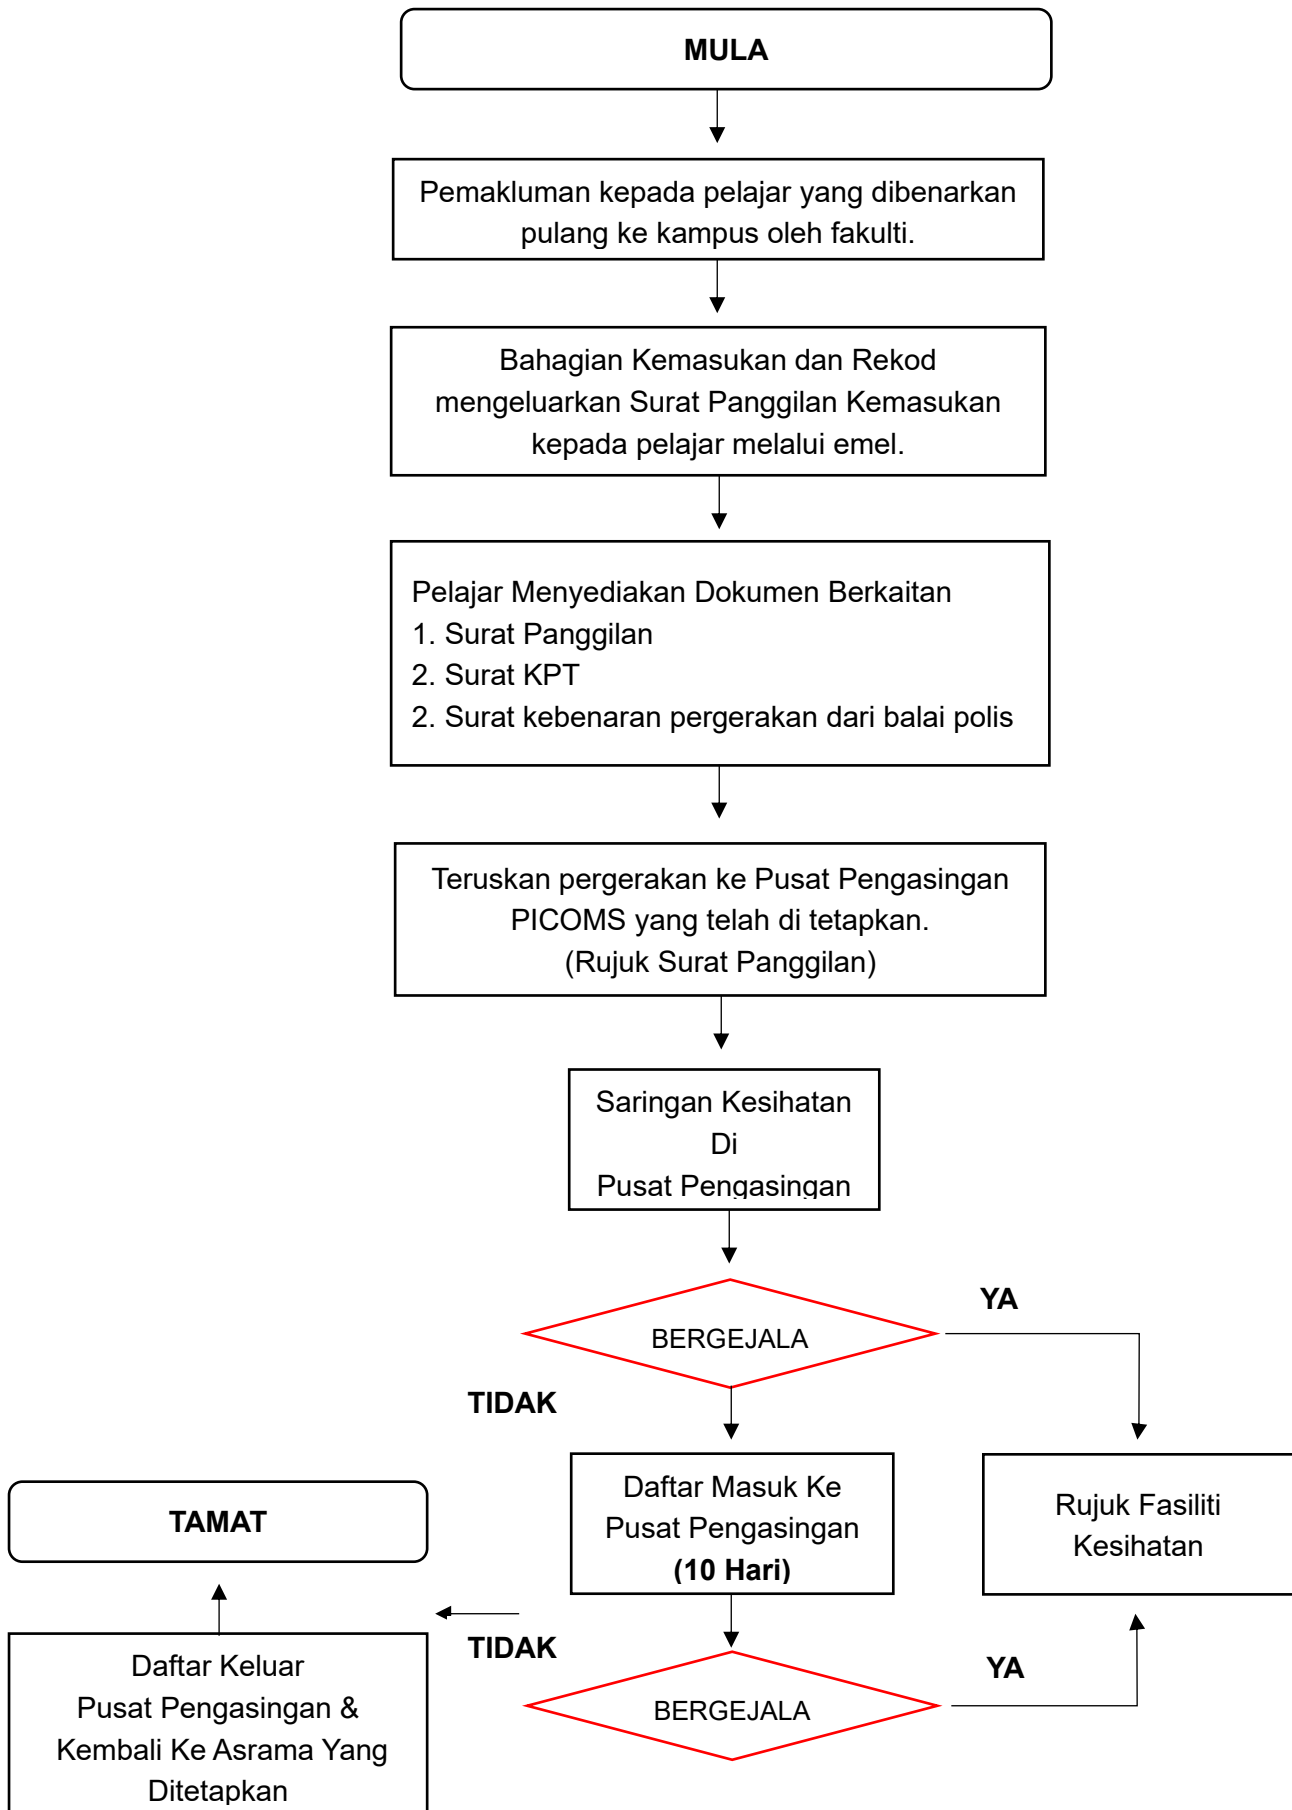 MULA
Pemakluman kepada pelajar yang dibenarkan
pulang ke kampus oleh fakulti.
Bahagian Kemasukan dan Rekod
mengeluarkan Surat Panggilan Kemasukan
kepada pelajar melalui emel.
Pelajar Menyediakan Dokumen Berkaitan
1. Surat Panggilan
2. Surat KPT
2. Surat kebenaran pergerakan dari balai polis
Teruskan pergerakan ke Pusat Pengasingan
PICOMS yang telah di tetapkan.
(Rujuk Surat Panggilan)
Saringan Kesihatan
Di
Pusat Pengasingan
BERGEJALA
YA
TIDAK
Daftar Masuk Ke
Pusat Pengasingan
(10 Hari)
Rujuk Fasiliti
Kesihatan
BERGEJALA
YA
TIDAK
Daftar Keluar
Pusat Pengasingan &
Kembali Ke Asrama Yang
Ditetapkan
TAMAT